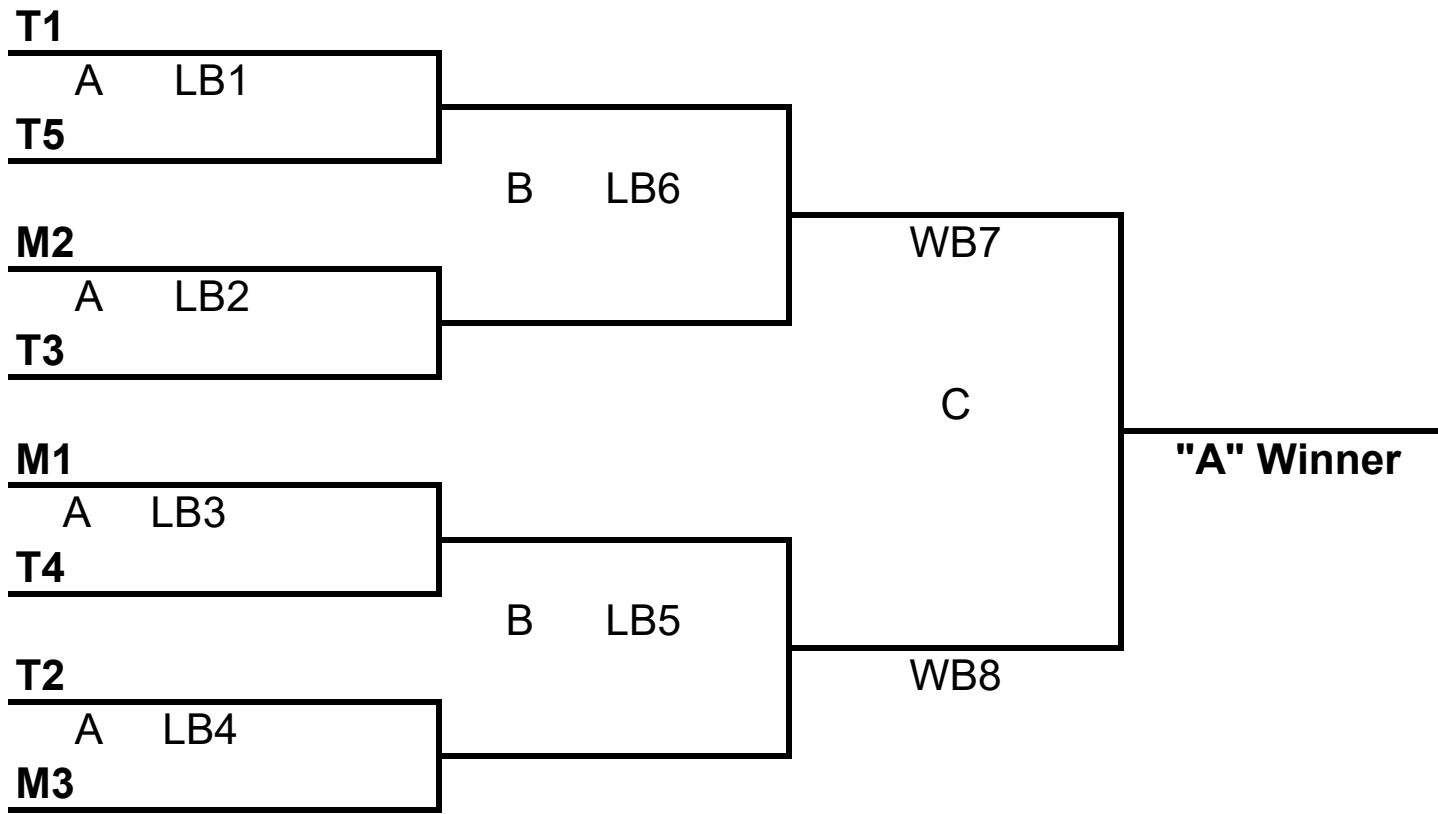 T1
A LB1
T5
B LB6
M2
WB7
A LB2
T3
C
M1
"A" Winner
A LB3
T4
B LB5
T2
WB8
A LB4
M3